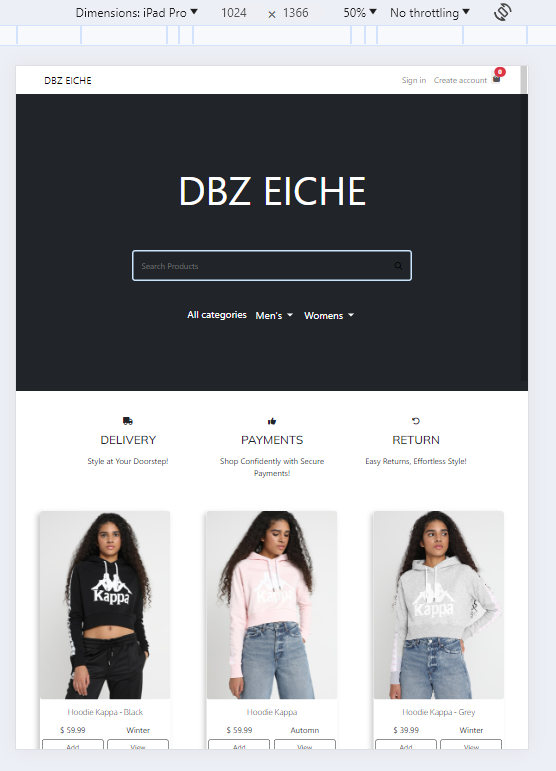 Dimensions: iPad Pro 1024 × 1366 50% No throttling
DBZ EICHE Sign in Create account 0
DBZ EICHE
Search Products
All categories Men's Womens
DELIVERY PAYMENTS RETURN
Style at Your Doorstep! Shop Confidently with Secure Easy Returns, Effortless Style!
Payments!
Kappa Kappa Kappa
Hoodie Kappa - Black Hoodie Kappa Hoodie Kappa - Grey
$ 59.99 Winter $ 59.99 Automn $ 39.99 Winter
Add View Add View Add View